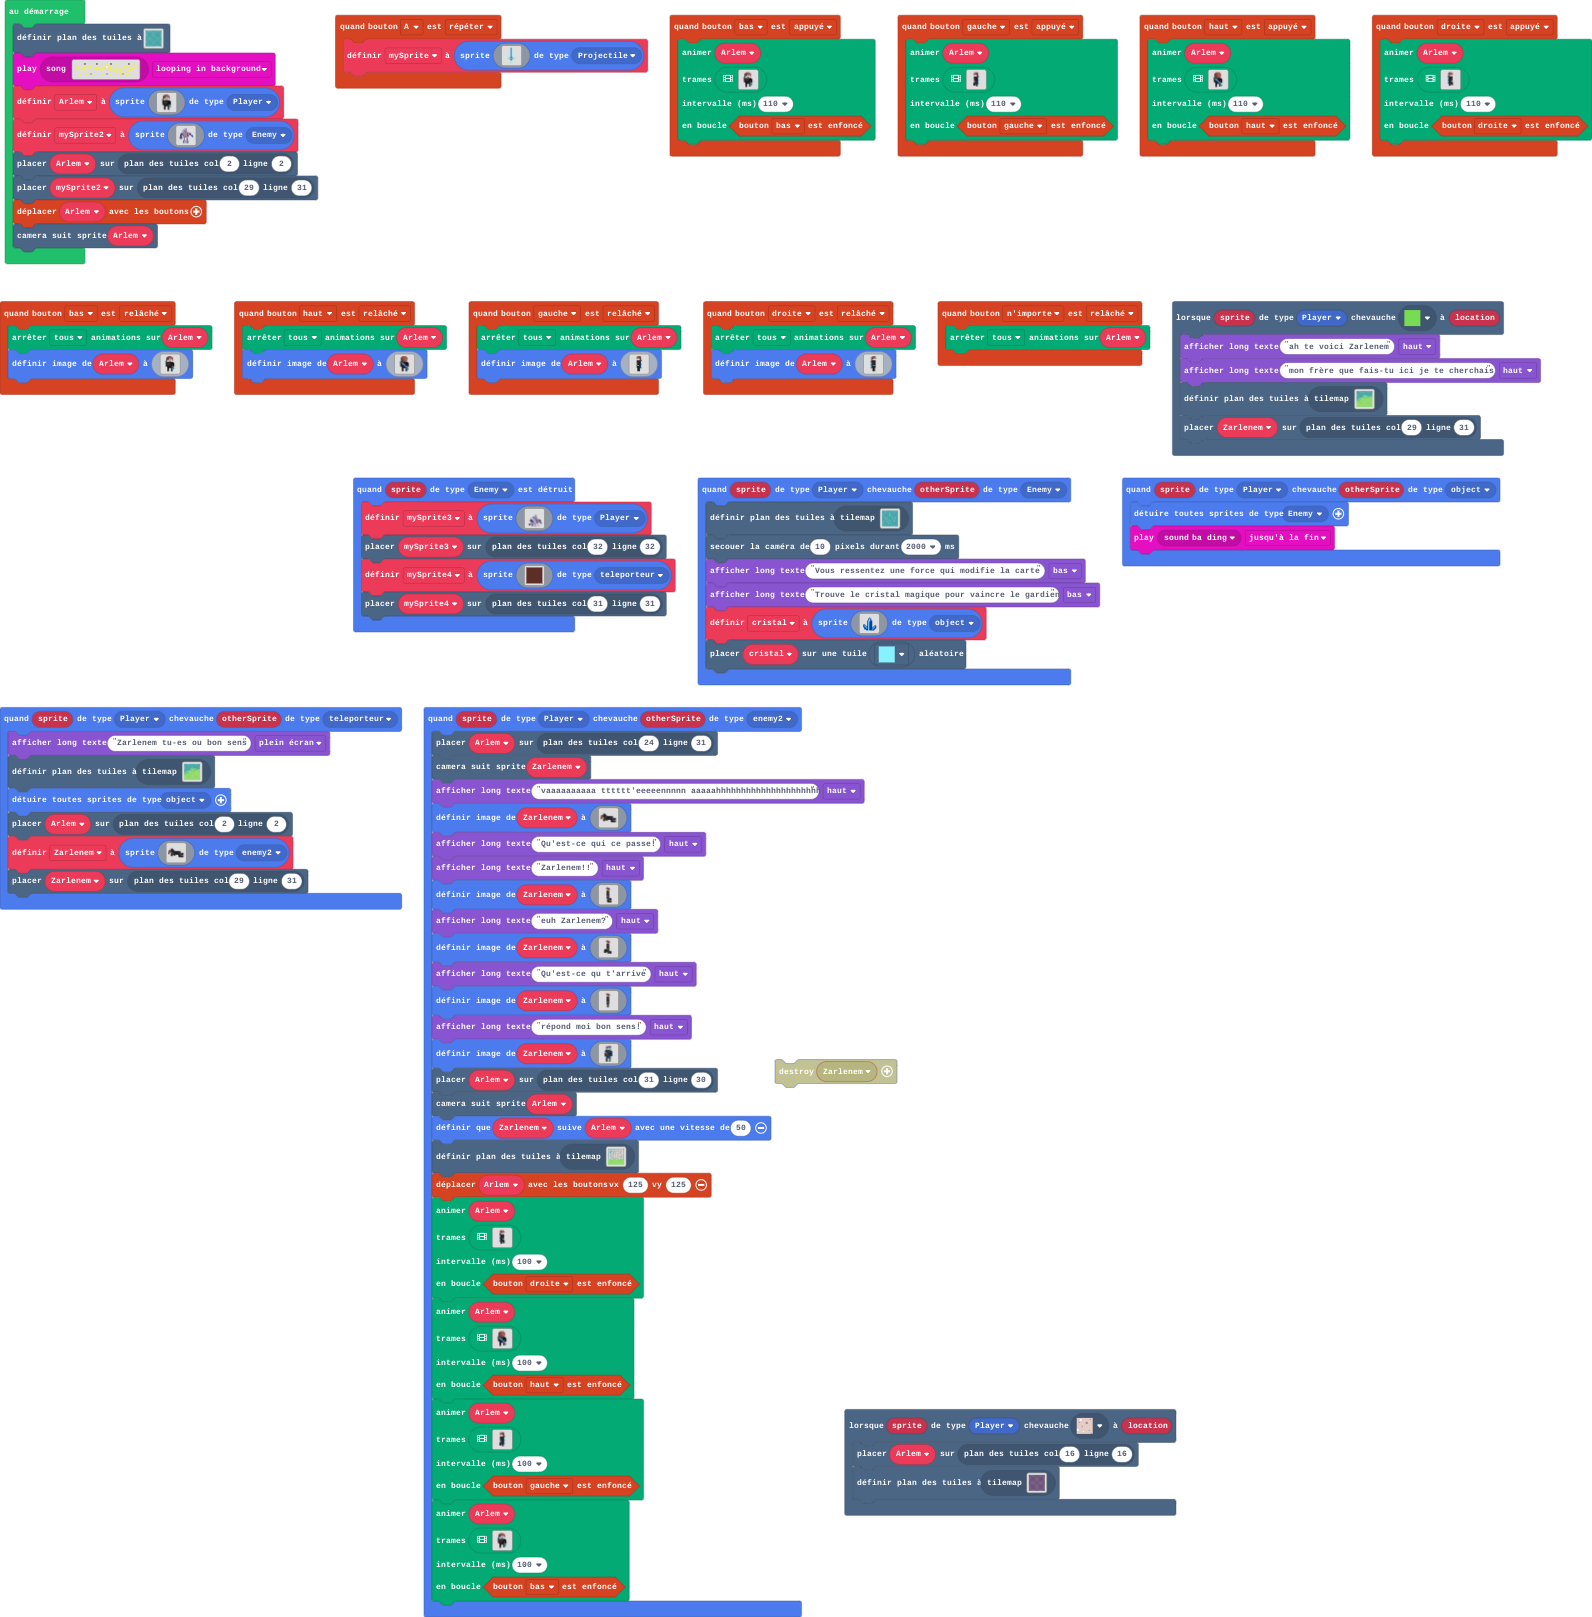 au démarrage
définir plan des tuiles à
play song looping in background
définir Arlem à sprite de type Player
définir mySprite2 à sprite de type Enemy
placer Arlem sur plan des tuiles col 2 ligne 2
placer mySprite2 sur plan des tuiles col 29 ligne 31
déplacer Arlem avec les boutons
camera suit sprite Arlem
quand bouton A est répéter
définir mySprite à sprite de type Projectile
quand bouton bas est appuyé
animer Arlem
trames
intervalle (ms) 110
en boucle bouton bas est enfoncé
quand bouton gauche est appuyé
animer Arlem
trames
intervalle (ms) 110
en boucle bouton gauche est enfoncé
quand bouton haut est appuyé
animer Arlem
trames
intervalle (ms) 110
en boucle bouton haut est enfoncé
quand bouton droite est appuyé
animer Arlem
trames
intervalle (ms) 110
en boucle bouton droite est enfoncé
quand bouton bas est relâché
arrêter tous animations sur Arlem
définir image de Arlem à
quand bouton haut est relâché
arrêter tous animations sur Arlem
définir image de Arlem à
quand bouton gauche est relâché
arrêter tous animations sur Arlem
définir image de Arlem à
quand bouton droite est relâché
arrêter tous animations sur Arlem
définir image de Arlem à
quand bouton n'importe est relâché
arrêter tous animations sur Arlem
lorsque sprite de type Player chevauche à location
afficher long texte "ah te voici Zarlenem" haut
afficher long texte "mon frère que fais-tu ici je te cherchais" haut
définir plan des tuiles à tilemap
placer Zarlenem sur plan des tuiles col 29 ligne 31
quand sprite de type Enemy est détruit
définir mySprite3 à sprite de type Player
placer mySprite3 sur plan des tuiles col 32 ligne 32
définir mySprite4 à sprite de type teleporteur
placer mySprite4 sur plan des tuiles col 31 ligne 31
quand sprite de type Player chevauche otherSprite de type Enemy
définir plan des tuiles à tilemap
secouer la caméra de 10 pixels durant 2000 ms
afficher long texte "Vous ressentez une force qui modifie la carte" bas
afficher long texte "Trouve le cristal magique pour vaincre le gardien" bas
définir cristal à sprite de type object
placer cristal sur une tuile aléatoire
quand sprite de type Player chevauche otherSprite de type object
détuire toutes sprites de type Enemy
play sound ba ding jusqu'à la fin
quand sprite de type Player chevauche otherSprite de type teleporteur
afficher long texte "Zarlenem tu-es ou bon sens" plein écran
définir plan des tuiles à tilemap
détuire toutes sprites de type object
placer Arlem sur plan des tuiles col 2 ligne 2
définir Zarlenem à sprite de type enemy2
placer Zarlenem sur plan des tuiles col 29 ligne 31
quand sprite de type Player chevauche otherSprite de type enemy2
placer Arlem sur plan des tuiles col 24 ligne 31
camera suit sprite Zarlenem
afficher long texte haut
définir image de Zarlenem à
afficher long texte "Qu'est-ce qui ce passe!" haut
afficher long texte "Zarlenem!!" haut
définir image de Zarlenem à
afficher long texte "euh Zarlenem?" haut
définir image de Zarlenem à
afficher long texte "Qu'est-ce qu t'arrive" haut
définir image de Zarlenem à
afficher long texte "répond moi bon sens!" haut
définir image de Zarlenem à
placer Arlem sur plan des tuiles col 31 ligne 30
camera suit sprite Arlem
définir que Zarlenem suive Arlem avec une vitesse de 50
définir plan des tuiles à tilemap
déplacer Arlem avec les boutons vx 125 vy 125
animer Arlem
trames
intervalle (ms) 100
en boucle bouton droite est enfoncé
animer Arlem
trames
intervalle (ms) 100
en boucle bouton haut est enfoncé
animer Arlem
trames
intervalle (ms) 100
en boucle bouton gauche est enfoncé
animer Arlem
trames
intervalle (ms) 100
en boucle bouton bas est enfoncé
destroy Zarlenem
lorsque sprite de type Player chevauche à location
placer Arlem sur plan des tuiles col 16 ligne 16
définir plan des tuiles à tilemap